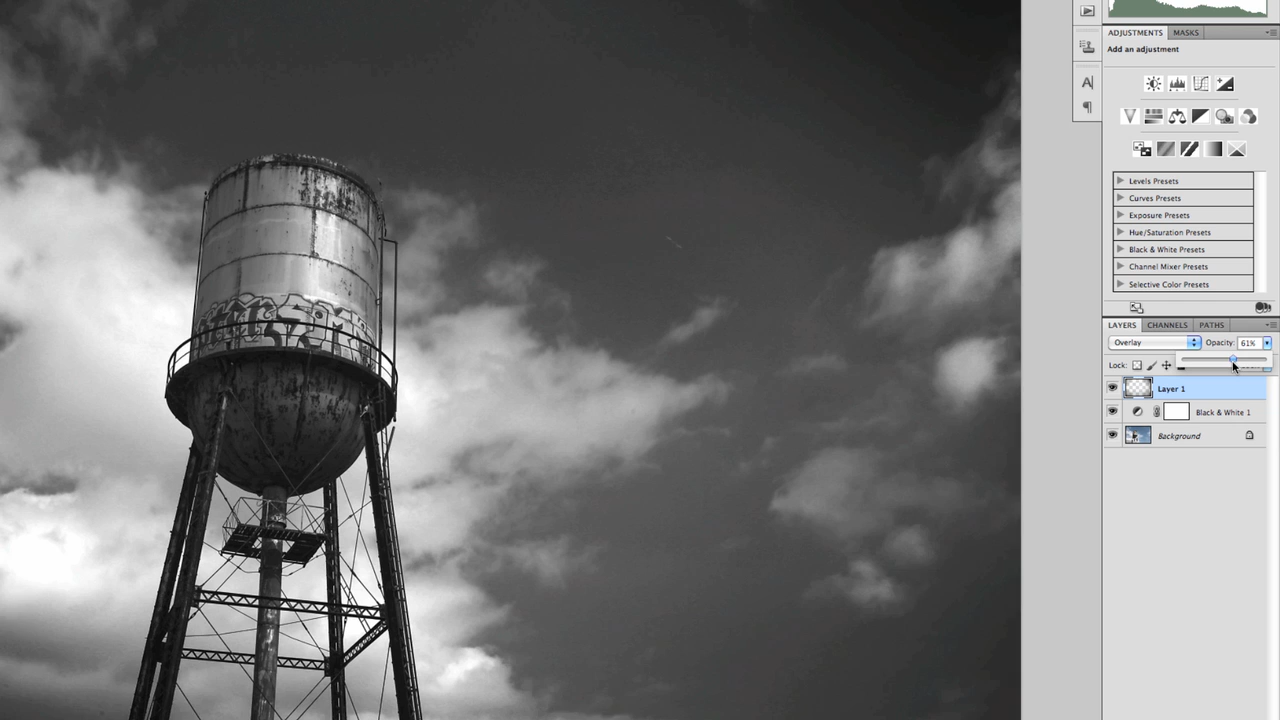 ADJUSTMENTS MASKS
Add an adjustment
Levels Presets
Curves Presets
Exposure Presets
Hue/Saturation Presets
Black & White Presets
Channel Mixer Presets
Selective Color Presets
LAYERS CHANNELS PATHS
Overlay Opacity: 61%
Lock:
Layer 1
Black & White 1
Background